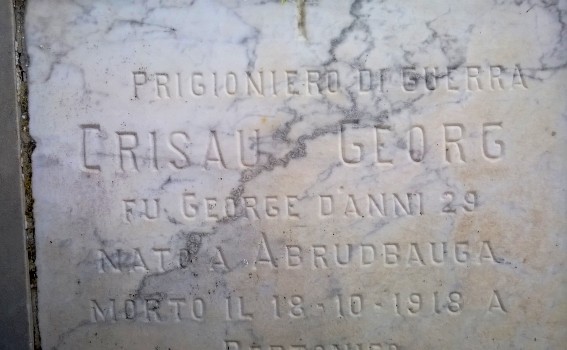 PRIGIONIERO DI GUERRA
CRISAU GEORG
FU GEORGE D'ANNI 29
NATO A ABRUDBAUGA
MORTO IL 18-10-1918 A